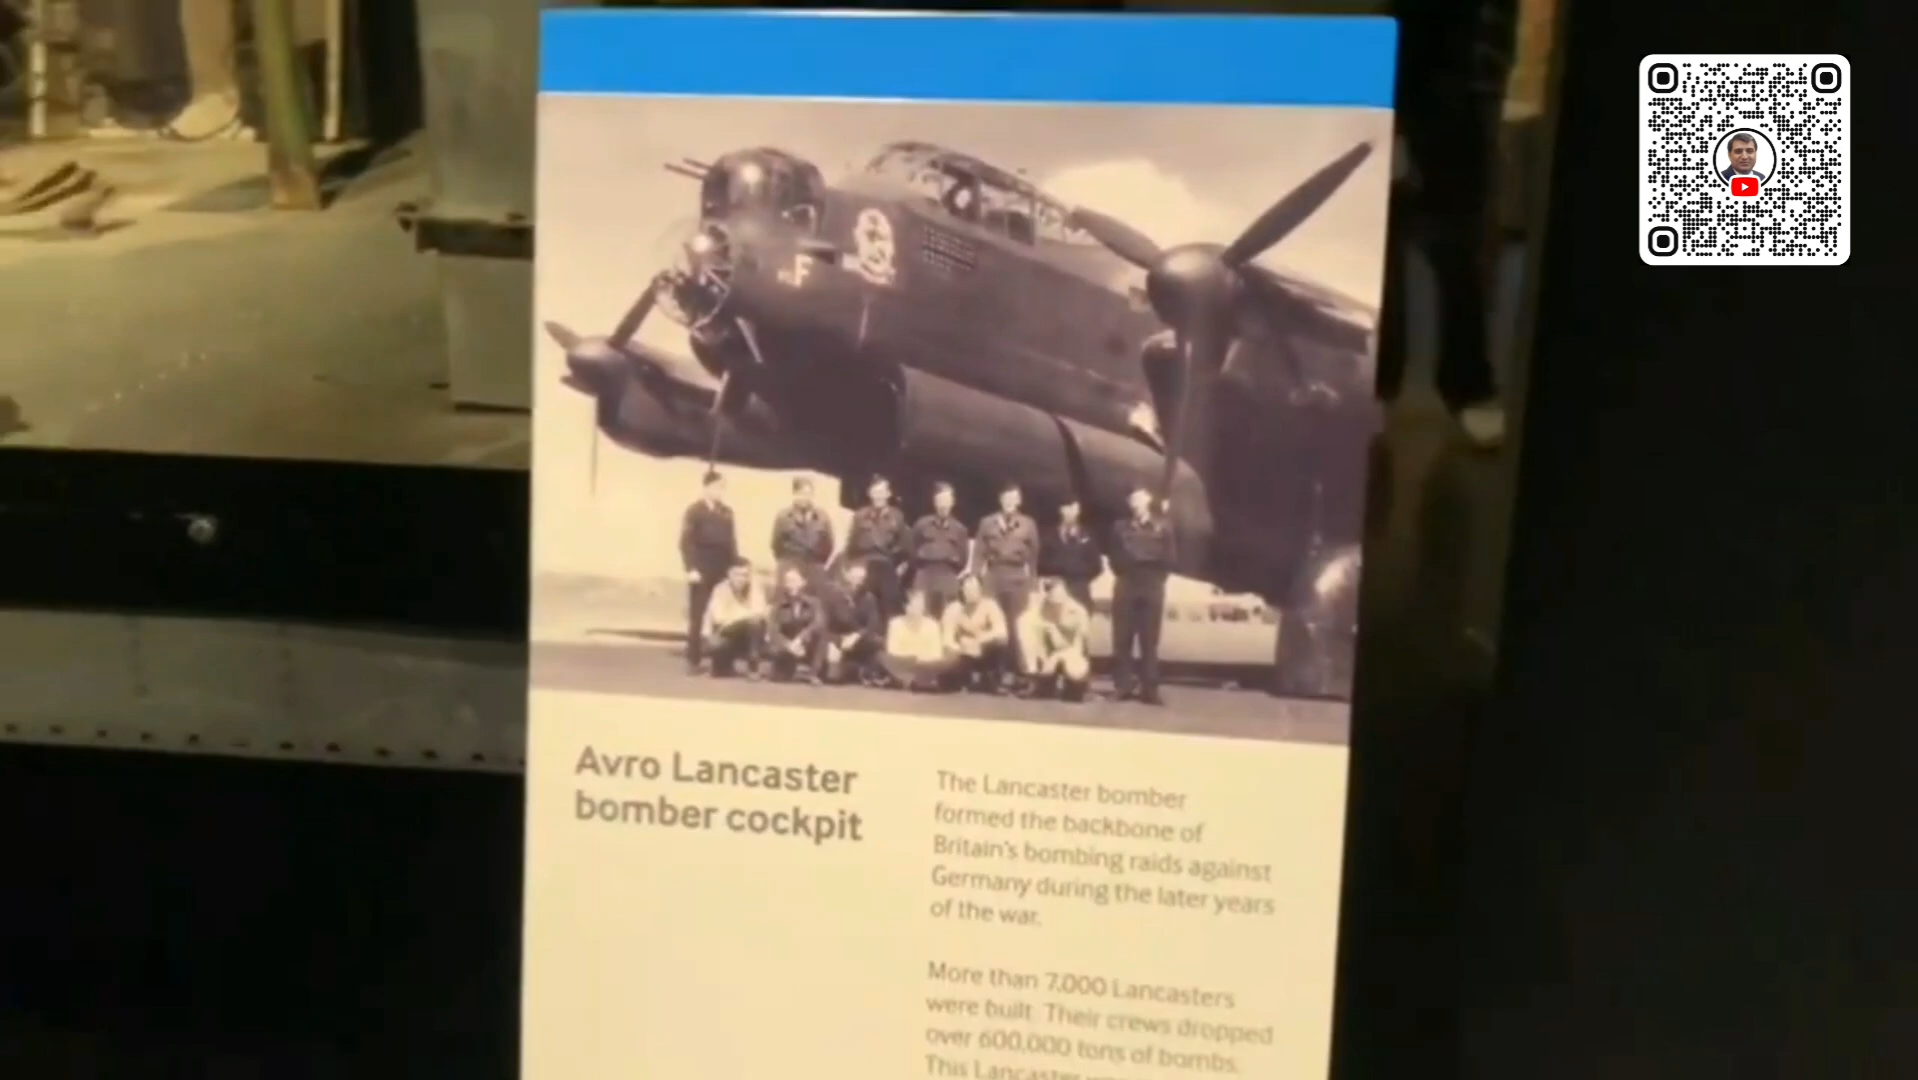 F
Avro Lancaster
bomber cockpit
The Lancaster bomber
formed the backbone of
Britain's bombing raids against
Germany during the later years
of the war.
More than 7,000 Lancasters
were built. Their crews dropped
over 600,000 tons of bombs.
This Lancaster